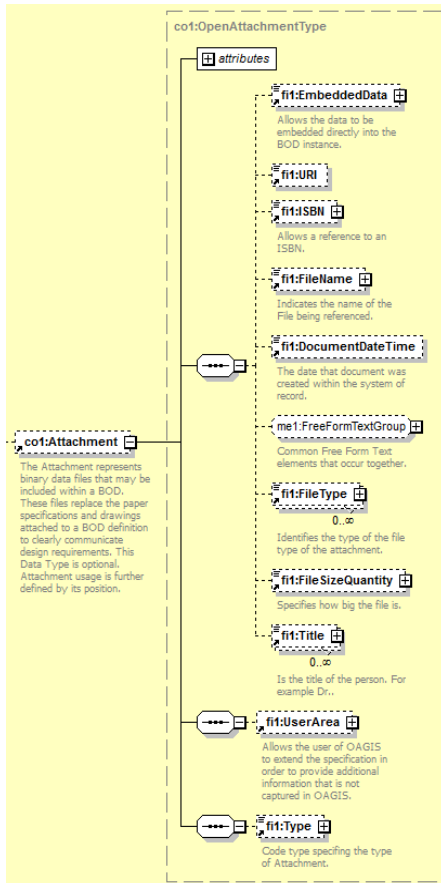 co1:OpenAttachmentType
attributes
fi1:EmbeddedData
Allows the data to be
embedded directly into the
BOD instance.
fi1:URI
fi1:ISBN
Allows a reference to an
ISBN.
fi1:FileName
Indicates the name of the
File being referenced.
fi1:DocumentDateTime
The date that document was
created within the system of
record.
co1:Attachment
The Attachment represents
binary data files that may be
included within a BOD.
These files replace the paper
specifications and drawings
attached to a BOD definition
to clearly communicate
design requirements. This
Data Type is optional.
Attachment usage is further
defined by its position.
me1:FreeFormTextGroup
Common Free Form Text
elements that occur together.
fi1:FileType
0..∞
Identifies the type of the file
type of the attachment.
fi1:FileSizeQuantity
Specifies how big the file is.
fi1:Title
0..∞
Is the title of the person. For
example Dr..
fi1:UserArea
Allows the user of OAGIS
to extend the specification in
order to provide additional
information that is not
captured in OAGIS.
fi1:Type
Code type specifing the type
of Attachment.